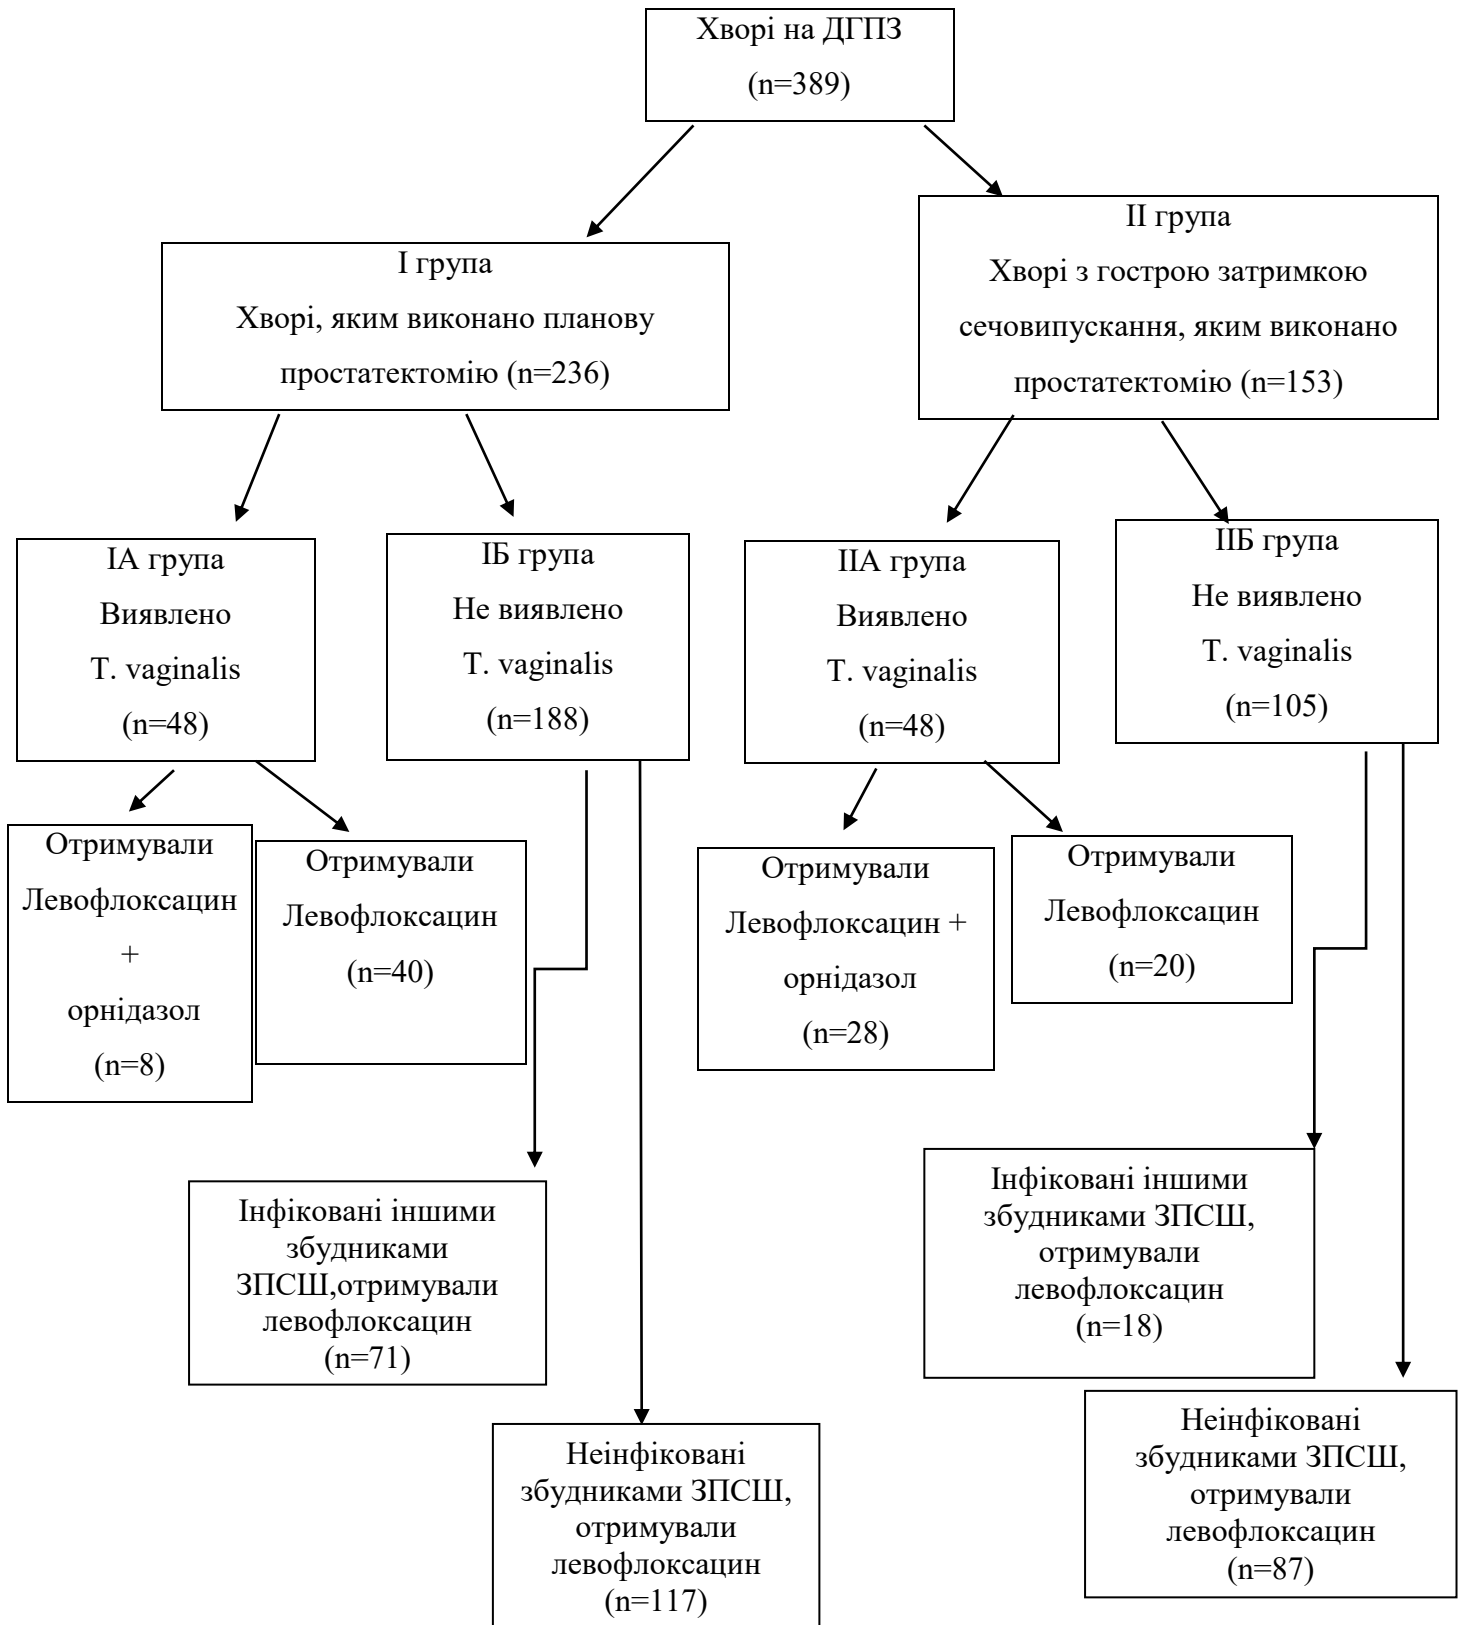 Хворі на ДГПЗ
(n=389)
І група
Хворі, яким виконано планову
простатектомію (n=236)
ІІ група
Хворі з гострою затримкою
сечовипускання, яким виконано
простатектомію (n=153)
ІА група
Виявлено
T. vaginalis
(n=48)
ІБ група
Не виявлено
T. vaginalis
(n=188)
ІІА група
Виявлено
T. vaginalis
(n=48)
ІІБ група
Не виявлено
T. vaginalis
(n=105)
Отримували
Левофлоксацин
+
орнідазол
(n=8)
Отримували
Левофлоксацин
(n=40)
Отримували
Левофлоксацин +
орнідазол
(n=28)
Отримували
Левофлоксацин
(n=20)
Інфіковані іншими
збудниками
ЗПСШ,отримували
левофлоксацин
(n=71)
Інфіковані іншими
збудниками ЗПСШ,
отримували
левофлоксацин
(n=18)
Неінфіковані
збудниками ЗПСШ,
отримували
левофлоксацин
(n=117)
Неінфіковані
збудниками ЗПСШ,
отримували
левофлоксацин
(n=87)